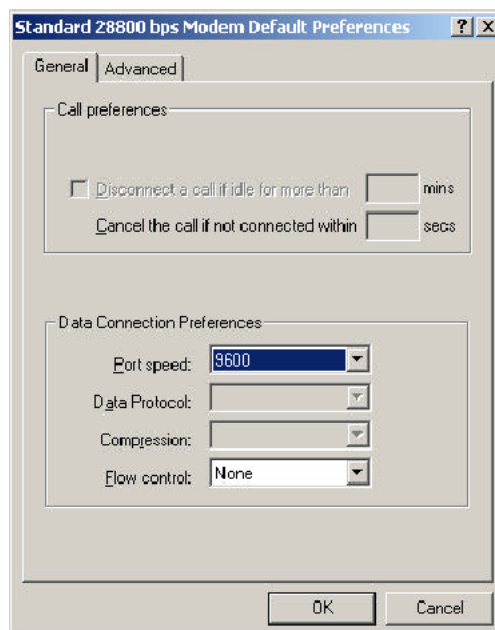 Standard 28800 bps Modem Default Preferences
General
Advanced
Call preferences
Disconnect a call if idle for more than mins
Cancel the call if not connected within secs
Data Connection Preferences
Port speed: 9600
Data Protocol:
Compression:
Flow control: None
OK
Cancel